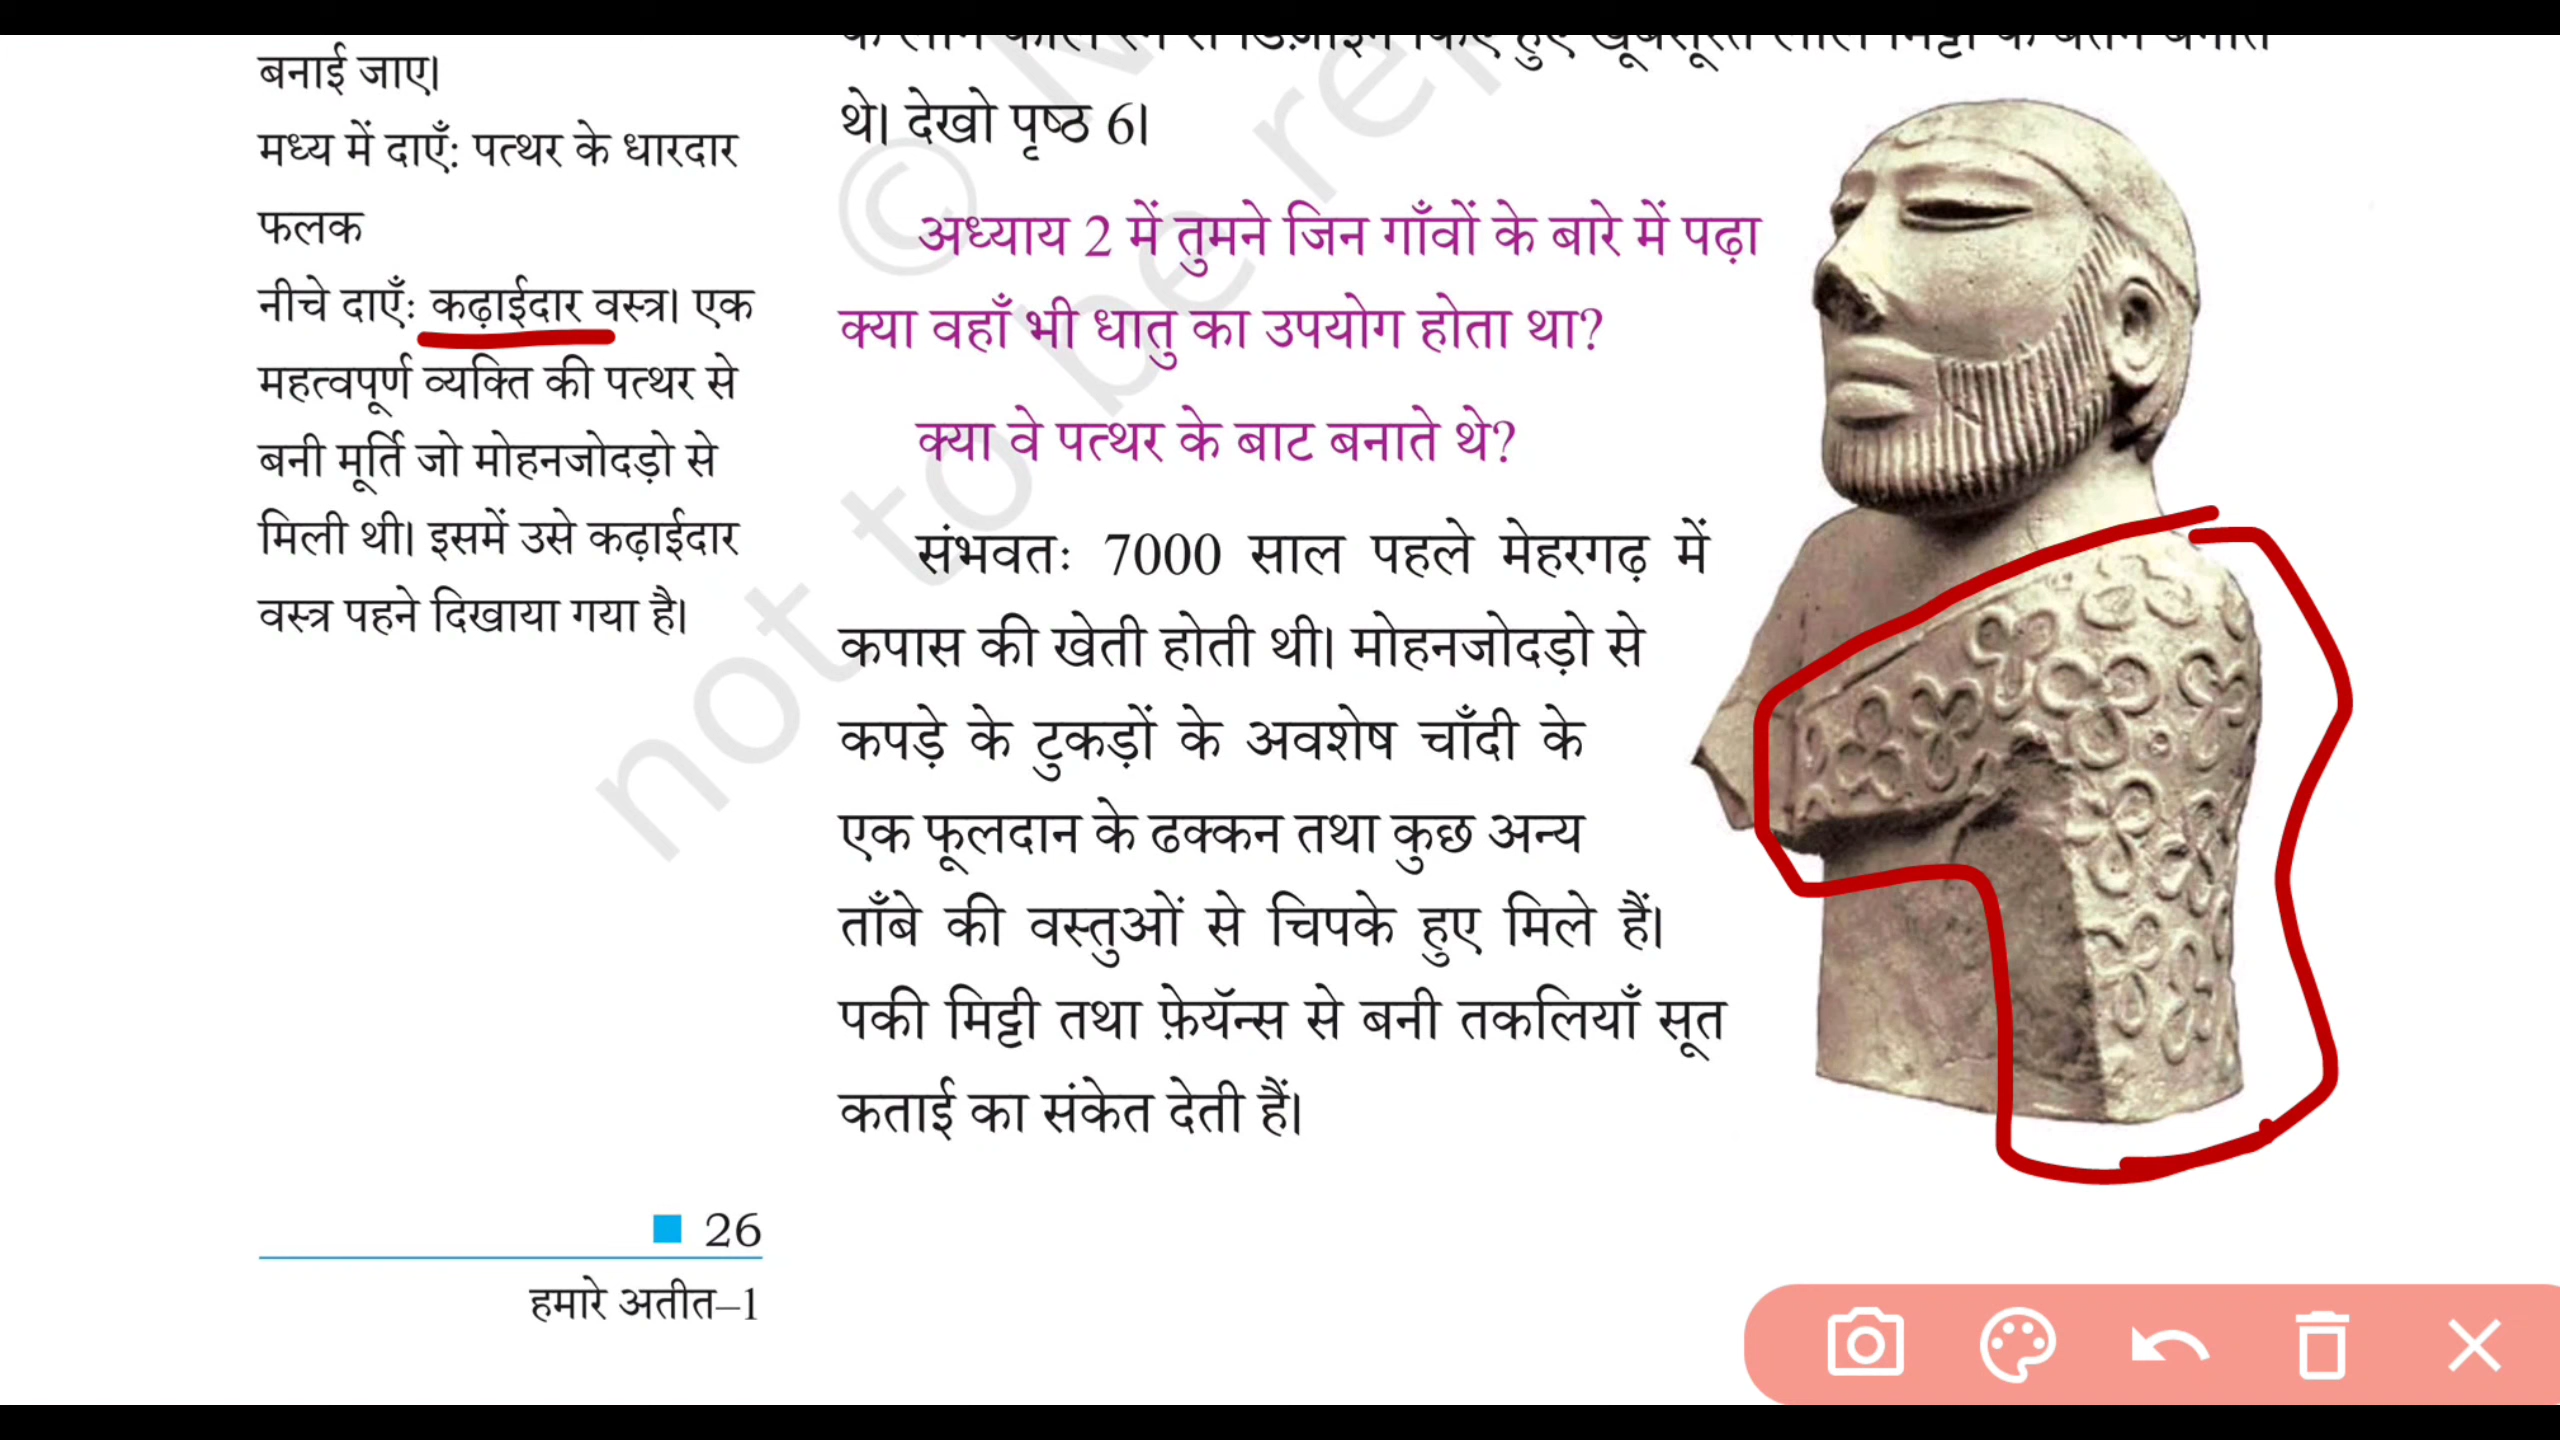 बनाई जाए।
मध्य में दाएँ: पत्थर के धारदार
फलक
नीचे दाएँः कढ़ाईदार वस्त्र। एक
महत्वपूर्ण व्यक्ति की पत्थर से
बनी मूर्ति जो मोहनजोदड़ो से
मिली थी। इसमें उसे कढ़ाईदार
वस्त्र पहने दिखाया गया है।
थे। देखो पृष्ठ 6।
अध्याय 2 में तुमने जिन गाँवों के बारे में पढ़ा
क्या वहाँ भी धातु का उपयोग होता था?
क्या वे पत्थर के बाट बनाते थे?
संभवतः 7000 साल पहले मेहरगढ़ में
कपास की खेती होती थी। मोहनजोदड़ो से
कपड़े के टुकड़ों के अवशेष चाँदी के
एक फूलदान के ढक्कन तथा कुछ अन्य
ताँबे की वस्तुओं से चिपके हुए मिले हैं।
पकी मिट्टी तथा फ़ेयॅन्स से बनी तकलियाँ सूत
कताई का संकेत देती हैं।
©
not to be
26
हमारे अतीत–1